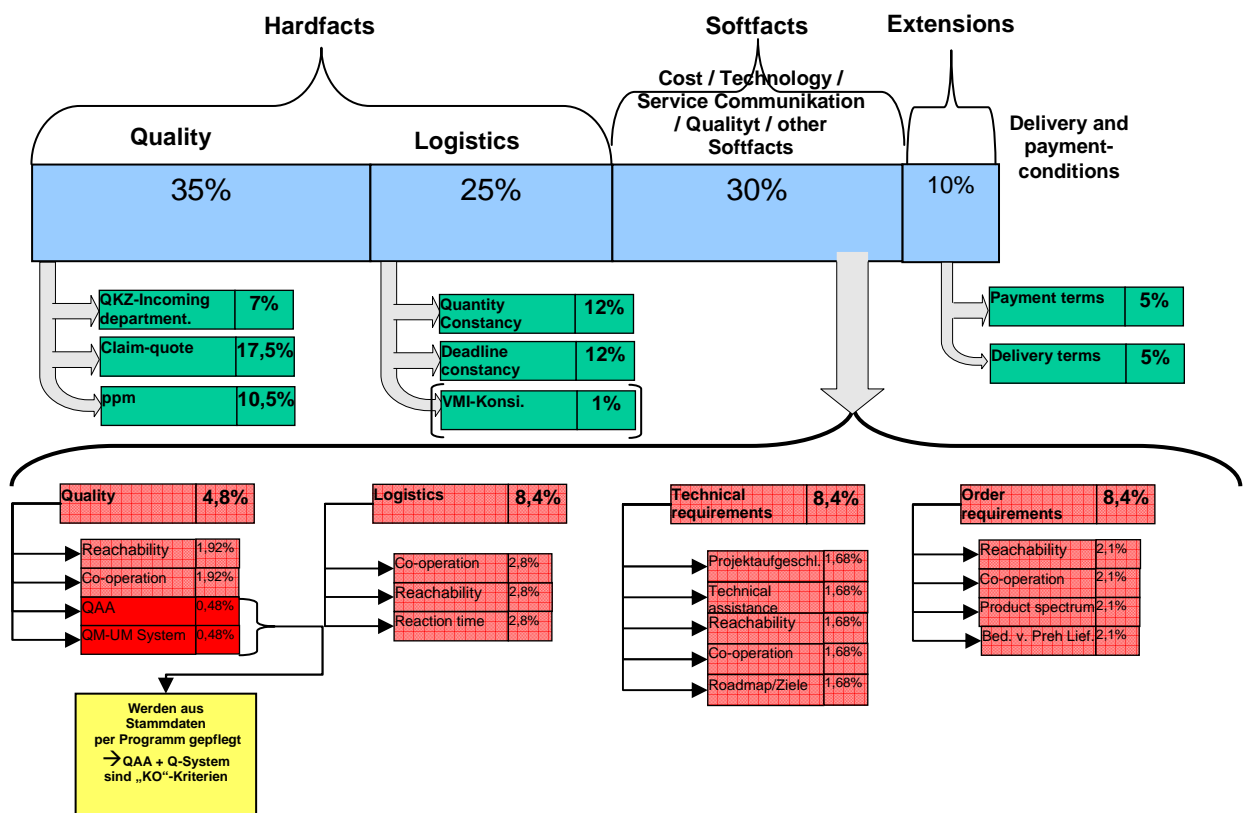 Hardfacts
Softfacts
Extensions
Quality
Logistics
Cost / Technology /
Service Communikation
/ Qualityt / other
Softfacts
Delivery and
payment-
conditions
35%
25%
30%
10%
QKZ-Incoming
department.
7%
Claim-quote
17,5%
ppm
10,5%
Quantity
Constancy
12%
Deadline
constancy
12%
VMI-Konsi.
1%
Payment terms
5%
Delivery terms
5%
Quality
4,8%
Reachability
1,92%
Co-operation
1,92%
QAA
0,48%
QM-UM System
0,48%
Logistics
8,4%
Co-operation
2,8%
Reachability
2,8%
Reaction time
2,8%
Technical
requirements
8,4%
Projektaufgeschl.
1,68%
Technical
assistance
1,68%
Reachability
1,68%
Co-operation
1,68%
Roadmap/Ziele
1,68%
Order
requirements
8,4%
Reachability
2,1%
Co-operation
2,1%
Product spectrum
2,1%
Bed. v. Preh Lief.
2,1%
Werden aus
Stammdaten
per Programm gepflegt
→QAA + Q-System
sind „KO“-Kriterien